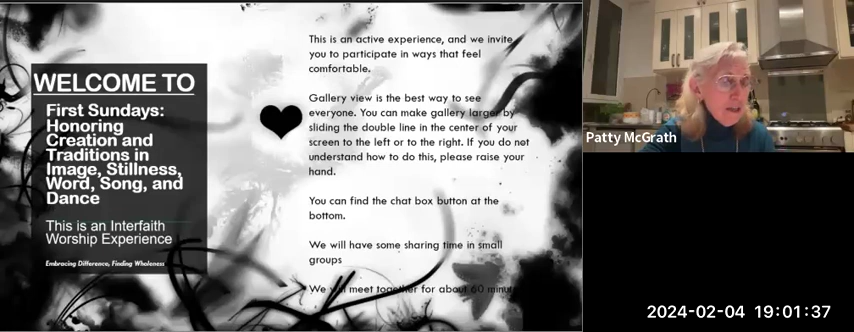 WELCOME TO
First Sundays:
Honoring
Creation and
Traditions in
Image, Stillness,
Word, Song, and
Dance
This is an Interfaith
Worship Experience
Embracing Difference, Finding Wholeness
This is an active experience, and we invite
you to participate in ways that feel
comfortable.
Gallery view is the best way to see
everyone. You can make gallery larger by
sliding the double line in the center of your
screen to the left or to the right. If you do not
understand how to do this, please raise your
hand.
You can find the chat box button at the
bottom.
We will have some sharing time in small
groups
We will meet together for about 60 minutes
Patty McGrath
2024-02-04 19:01:37